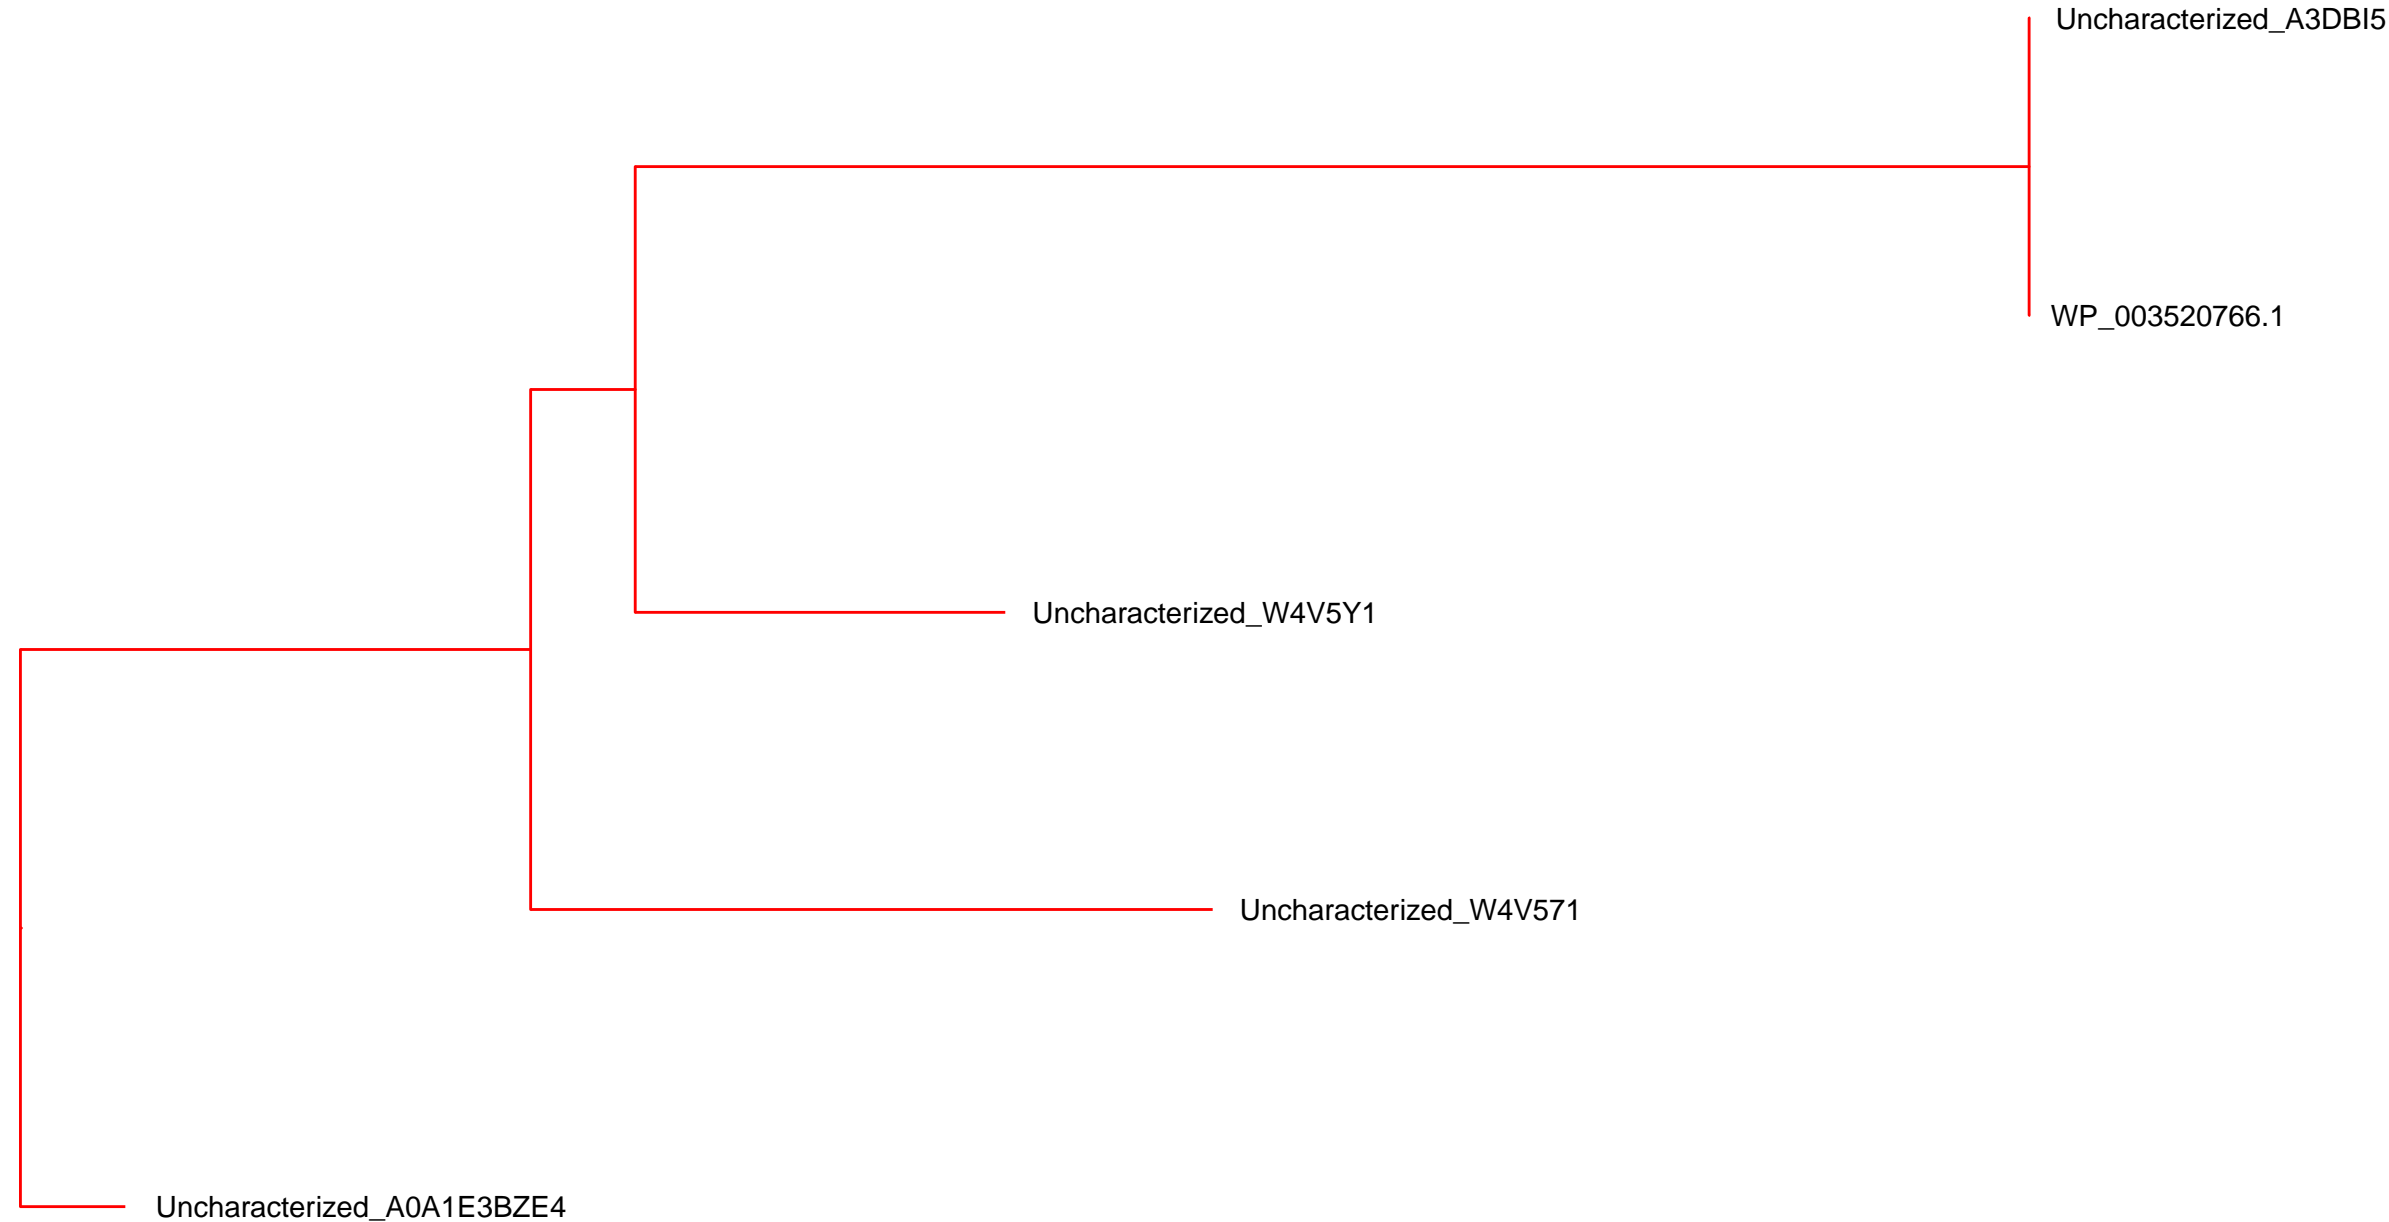 Uncharacterized_A3DBI5
WP_003520766.1
Uncharacterized_W4V5Y1
Uncharacterized_W4V571
Uncharacterized_A0A1E3BZE4